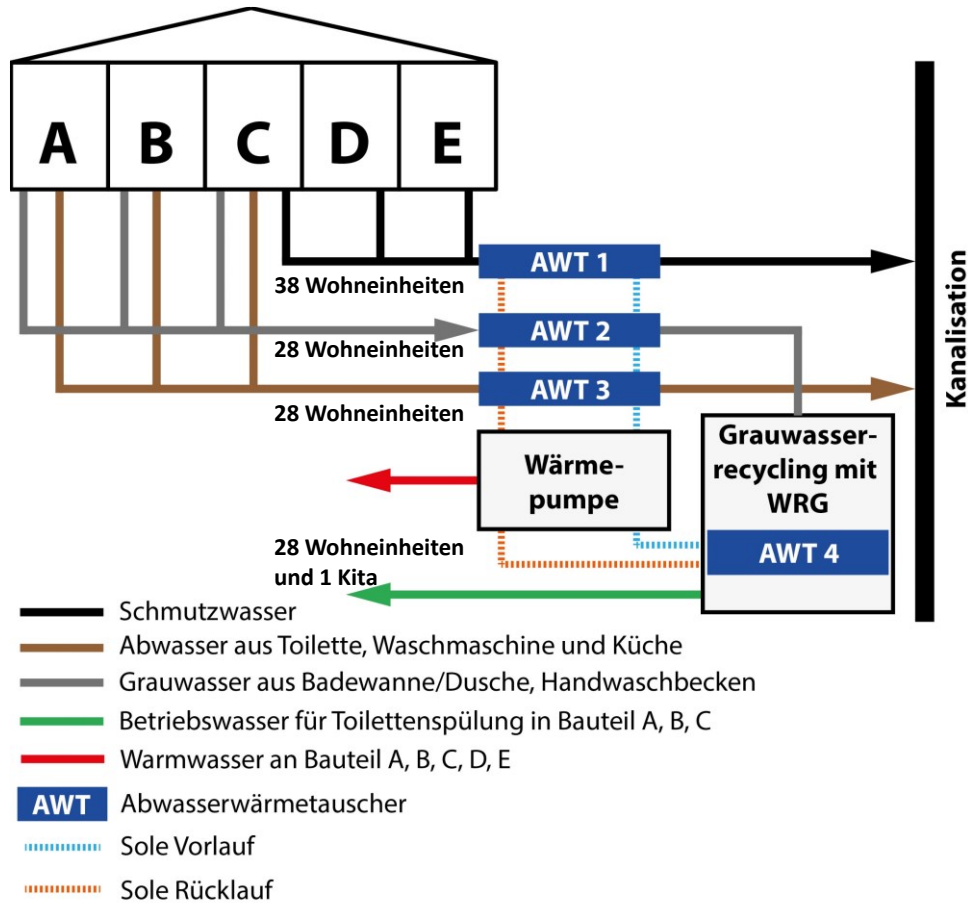 A B C D E
AWT 1
38 Wohneinheiten
AWT 2
28 Wohneinheiten
AWT 3
28 Wohneinheiten
Kanalisation
Wärme-
pumpe
Grauwasser-
recycling mit
WRG
AWT 4
28 Wohneinheiten
und 1 Kita
Schmutzwasser
Abwasser aus Toilette, Waschmaschine und Küche
Grauwasser aus Badewanne/Dusche, Handwaschbecken
Betriebswasser für Toilettenspülung in Bauteil A, B, C
Warmwasser an Bauteil A, B, C, D, E
AWT Abwasserwärmetauscher
Sole Vorlauf
Sole Rücklauf